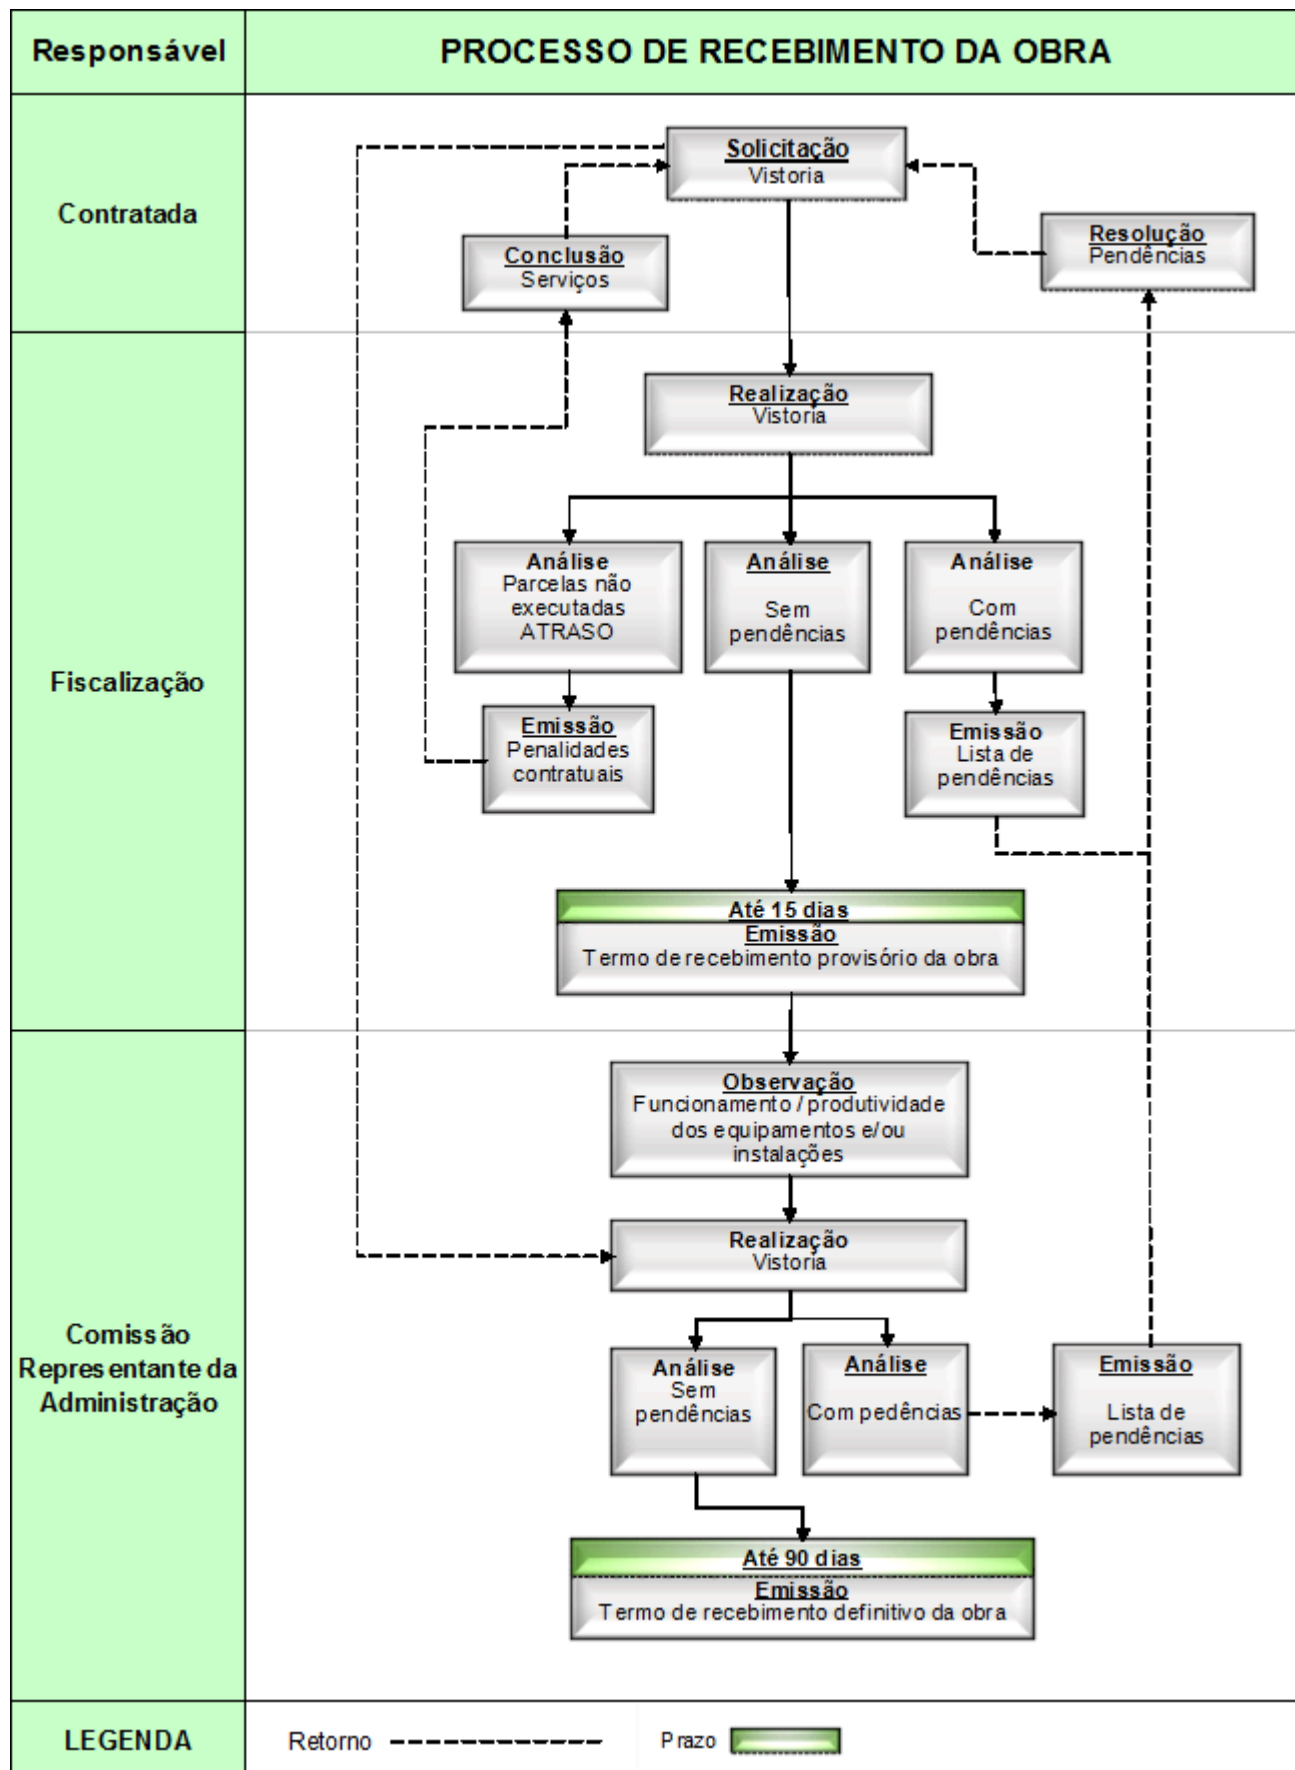 Responsável
PROCESSO DE RECEBIMENTO DA OBRA
Contratada
Solicitação
Vistoria
Conclusão
Serviços
Resolução
Pendências
Fiscalização
Realização
Vistoria
Análise
Parcelas não
executadas
ATRASO
Análise
Sem
pendências
Análise
Com
pendências
Emissão
Penalidades
contratuais
Emissão
Lista de
pendências
Até 15 dias
Emissão
Termo de recebimento provisório da obra
Comissão
Representante da
Administração
Observação
Funcionamento / produtividade
dos equipamentos e/ou
instalações
Realização
Vistoria
Análise
Sem
pendências
Análise
Com pedências
Emissão
Lista de
pendências
Até 90 dias
Emissão
Termo de recebimento definitivo da obra
LEGENDA
Retorno
Prazo